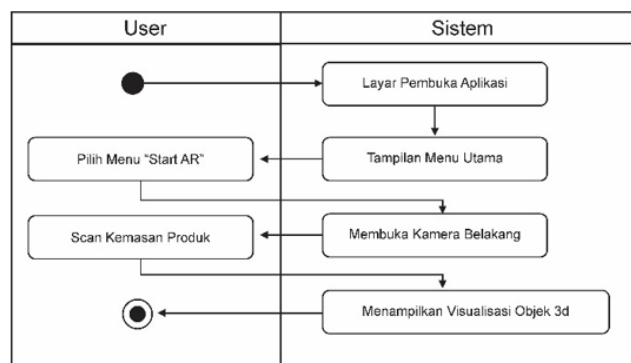 User
Sistem
Layar Pembuka Aplikasi
Pilih Menu “Start AR”
Tampilan Menu Utama
Scan Kemasan Produk
Membuka Kamera Belakang
Menampilkan Visualisasi Objek 3d